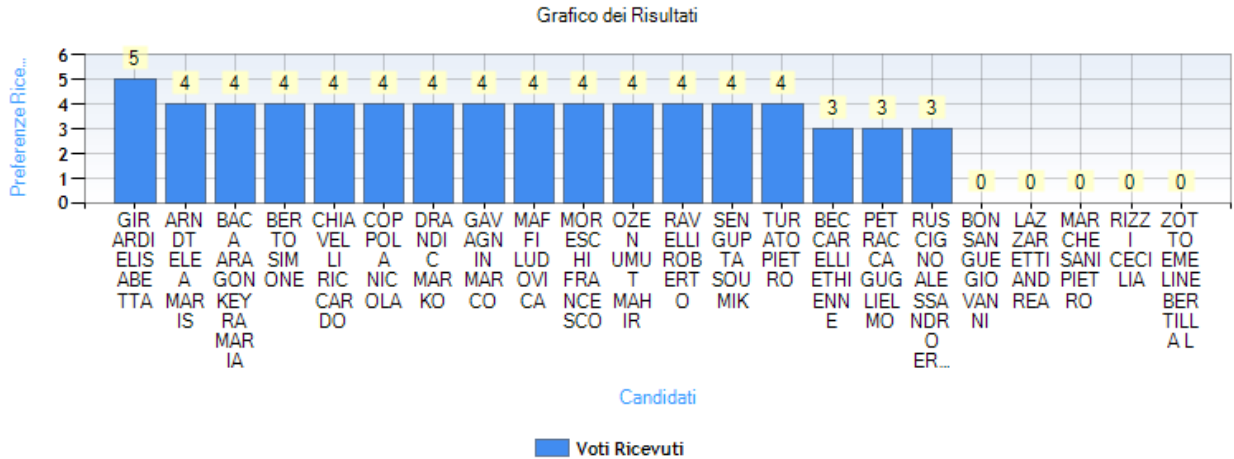 Grafico dei Risultati
Preferenze Rice...
6
5
4
3
2
1
0
5 4 4 4 4 4 4 4 4 4 4 4 4 4 3 3 3 0 0 0 0 0
GIR
ARDI
ELIS
ABE
TTA
ARN
DT
ELE
A
MAR
IS
BAC
A
ARA
GON
KEY
RA
MAR
IA
BER
TO
SIM
ONE
CHIA
VEL
LI
RIC
CAR
DO
COP
POL
A
NIC
OLA
DRA
NDI
C
MAR
KO
GAV
AGN
IN
MAR
CO
MAF
FI
LUD
OVI
CA
MOR
ESC
HI
FRA
NCE
SCO
OZE
N
UMU
T
MAH
IR
RAV
ELLI
ROB
ERT
O
SEN
GUP
TA
SOU
MIK
TUR
ATO
PIET
RO
BEC
CAR
ELLI
ETHI
ENN
E
PET
RAC
CA
GUG
LIEL
MO
RUS
CIG
NO
ALE
SSA
NDR
O
ER...
BON
SAN
GUE
GIO
VAN
NI
LAZ
ZAR
ETTI
AND
REA
MAR
CHE
SANI
PIET
RO
RIZZ
I
CECI
LIA
ZOT
TO
EME
LINE
BER
TILL
A L
Candidati
Voti Ricevuti